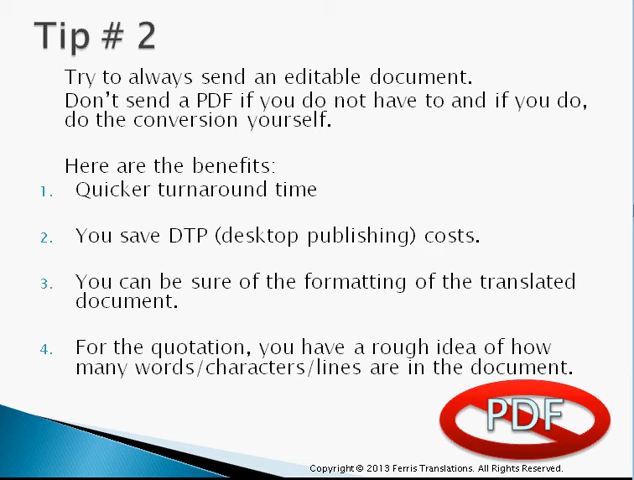 Tip # 2
Try to always send an editable document.
Don't send a PDF if you do not have to and if you do,
do the conversion yourself.
Here are the benefits:
1. Quicker turnaround time
2. You save DTP (desktop publishing) costs.
3. You can be sure of the formatting of the translated
document.
4. For the quotation, you have a rough idea of how
many words/characters/lines are in the document.
PDF
Copyright © 2013 Ferris Translations. All Rights Reserved.